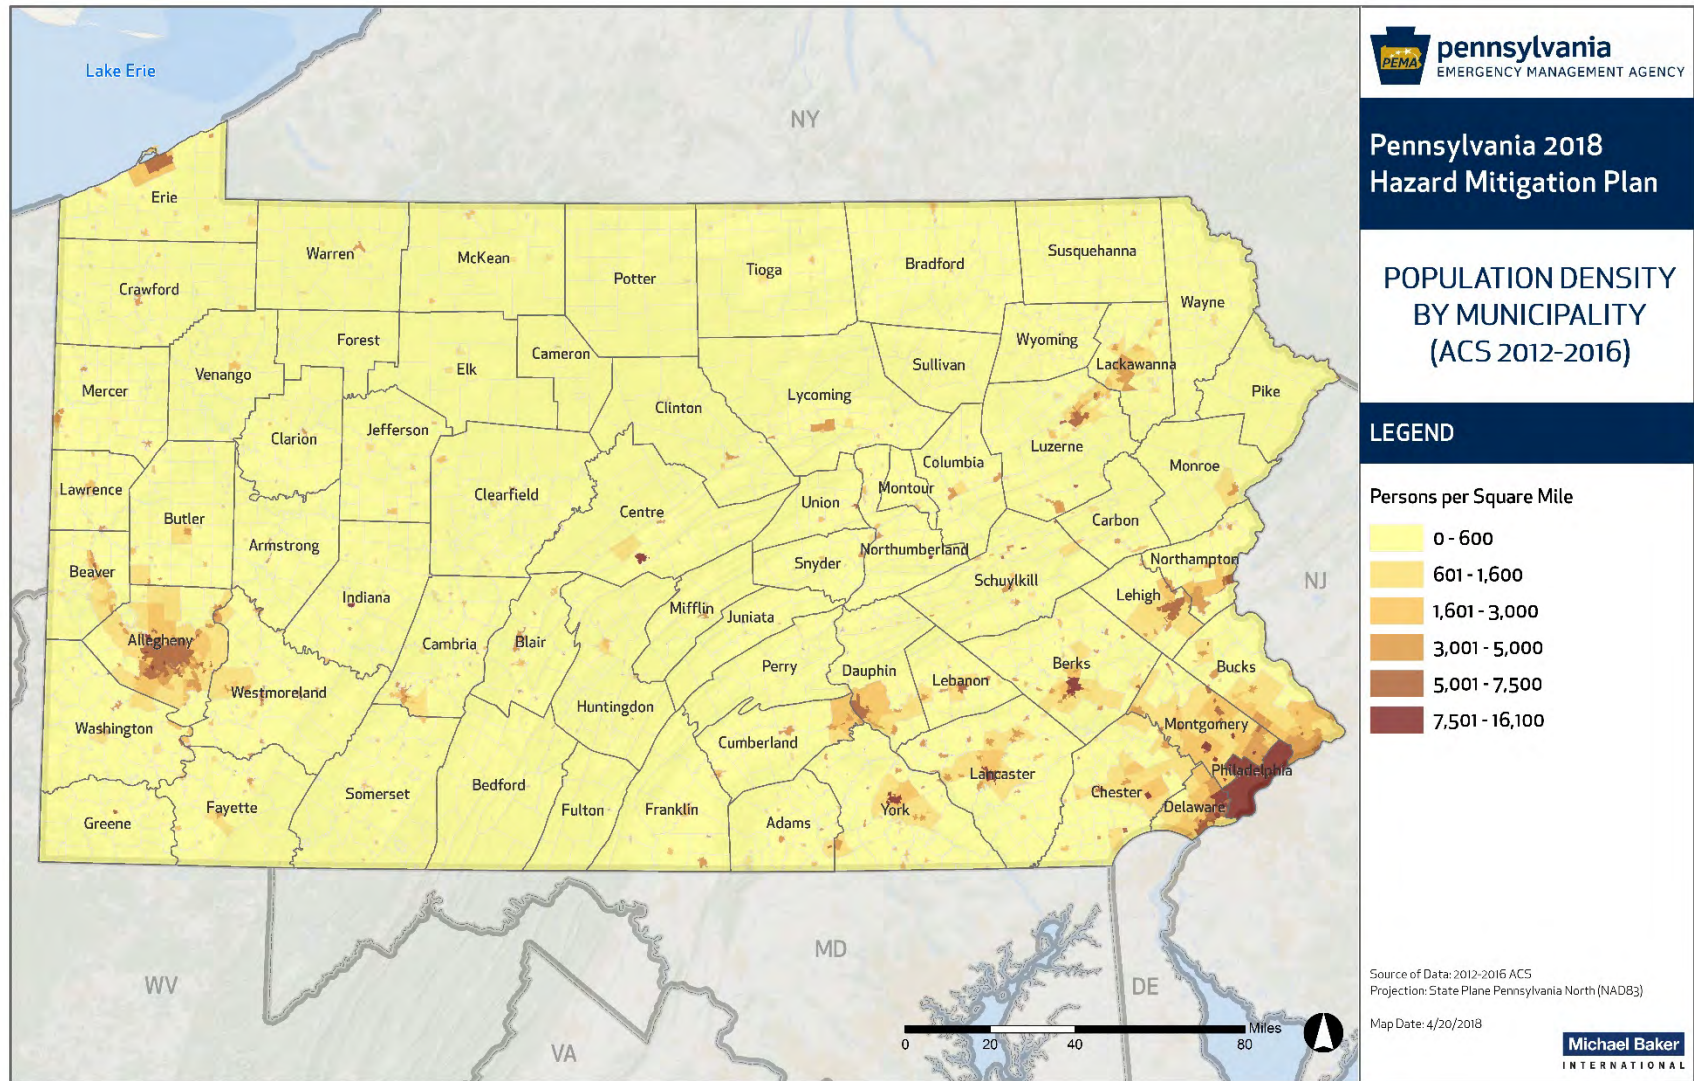 Lake Erie
NY
Erie
Warren
McKean
Potter
Tioga
Bradford
Susquehanna
Wayne
Crawford
Forest
Cameron
Elk
Venango
Mercer
Clarion
Jefferson
Clinton
Lycoming
Sullivan
Wyoming
Lackawanna
Pike
Luzerne
Monroe
Columbia
Montour
Union
Lawrence
Butler
Armstrong
Clearfield
Centre
Snyder
Northumberland
Carbon
Northampton
NJ
Schuylkill
Lehigh
Beaver
Indiana
Mifflin
Juniata
Allegheny
Cambria
Blair
Perry
Dauphin
Lebanon
Berks
Bucks
Westmoreland
Huntingdon
Washington
Cumberland
Montgomery
Lancaster
Philadelphia
Chester
Delaware
Greene
Fayette
Somerset
Bedford
Fulton
Franklin
Adams
York
WV
VA
MD
DE
Miles
0
20
40
80
PEMA
pennsylvania
EMERGENCY MANAGEMENT AGENCY
Pennsylvania 2018
Hazard Mitigation Plan
POPULATION DENSITY
BY MUNICIPALITY
(ACS 2012-2016)
LEGEND
Persons per Square Mile
0 - 600
601 - 1,600
1,601 - 3,000
3,001 - 5,000
5,001 - 7,500
7,501 - 16,100
Source of Data: 2012-2016 ACS
Projection: State Plane Pennsylvania North (NAD83)
Map Date: 4/20/2018
Michael Baker
INTERNATIONAL